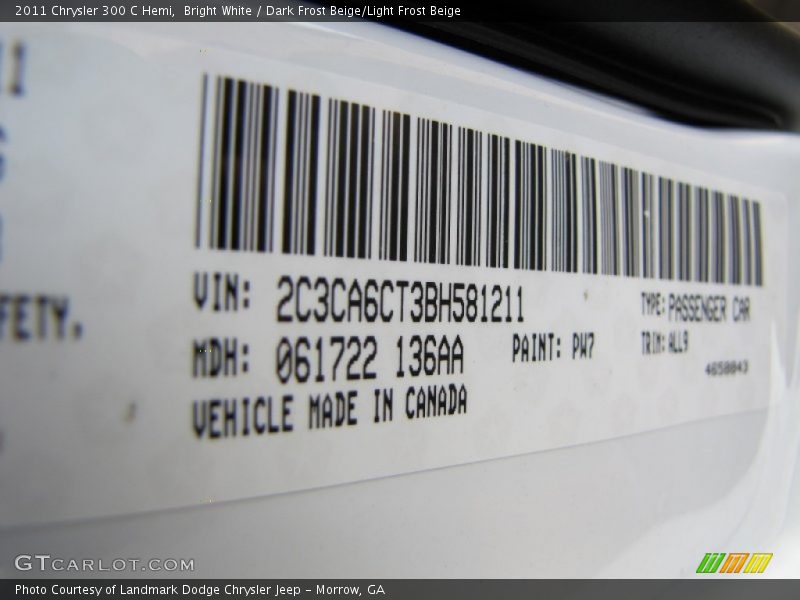 2011 Chrysler 300 C Hemi,  Bright White / Dark Frost Beige/Light Frost Beige
FETY.
VIN: 2C3CA6CT3BH581211
TYPE: PASSENGER CAR
MDH: 061722 136AA
PAINT: PW7
TRIM: ALL9
4658043
VEHICLE MADE IN CANADA
GTCARLOT.COM
Photo Courtesy of Landmark Dodge Chrysler Jeep – Morrow, GA